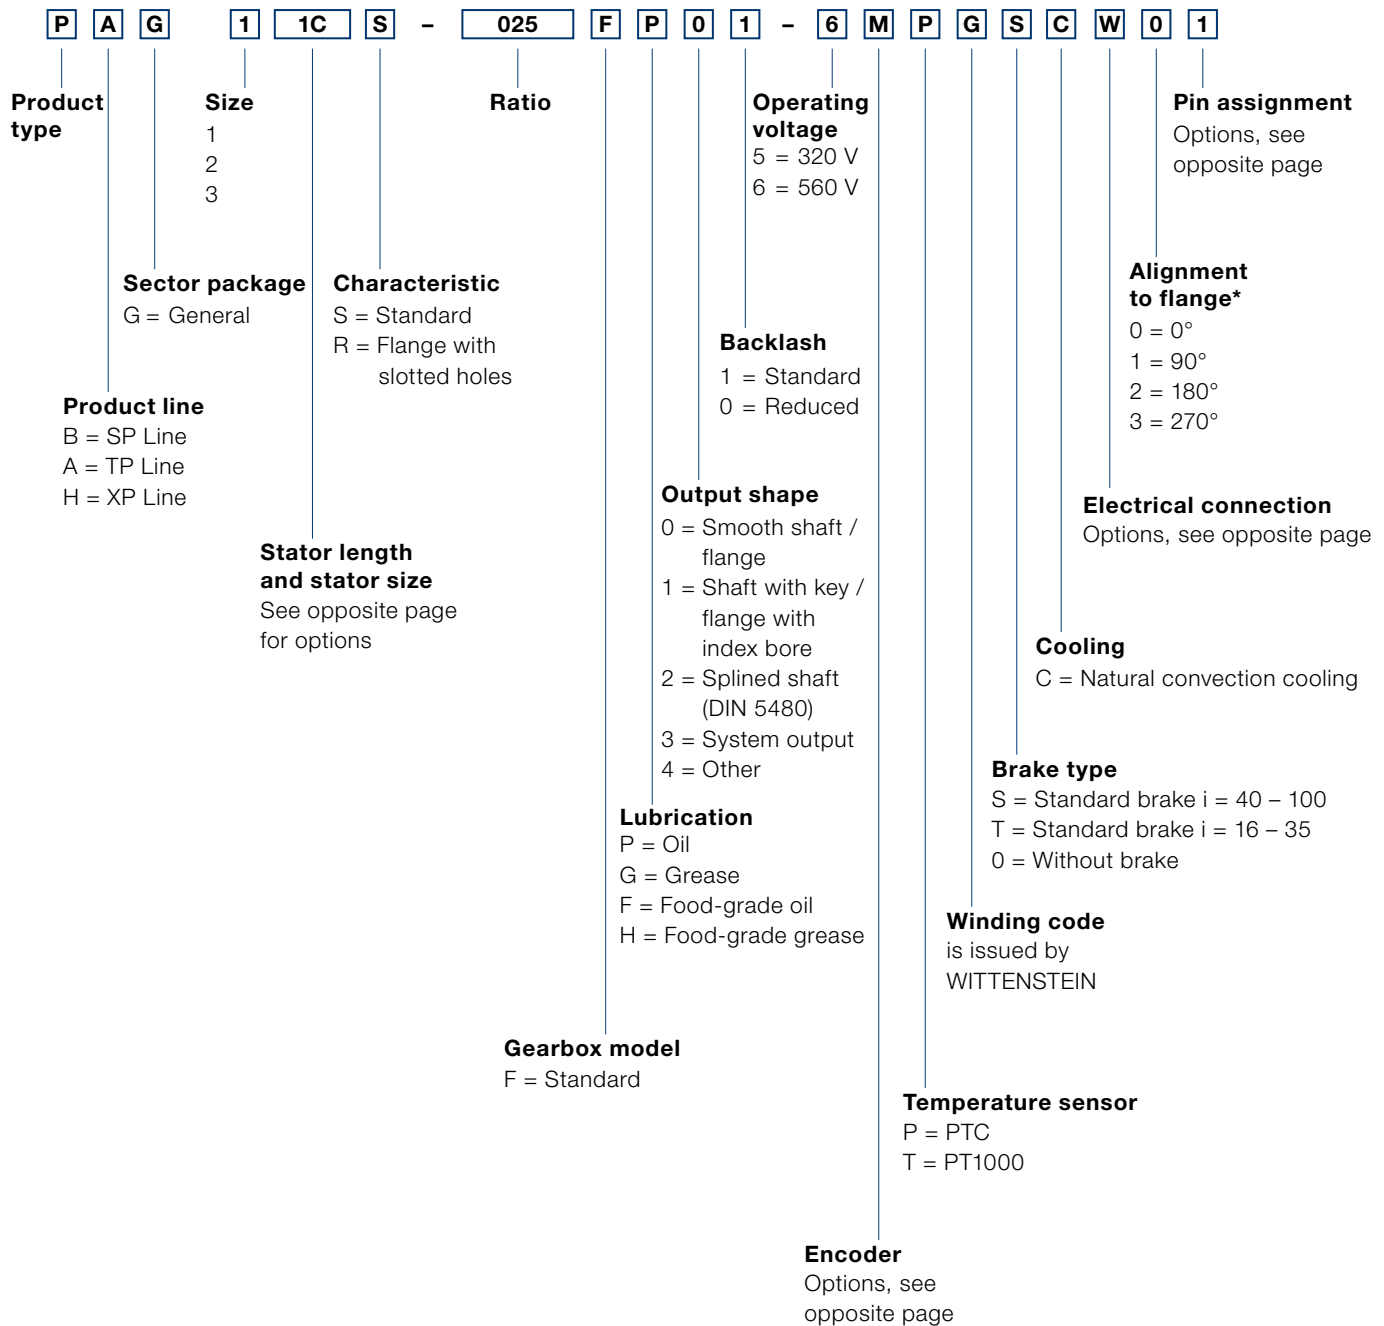 P A G 1 1C S – 025 F P 0 1 – 6 M P G S C W 0 1
Product
type
Size
1
2
3
Ratio
Operating
voltage
5 = 320 V
6 = 560 V
Pin assignment
Options, see
opposite page
Sector package
G = General
Characteristic
S = Standard
R = Flange with
slotted holes
Alignment
to flange*
0 = 0°
1 = 90°
2 = 180°
3 = 270°
Backlash
1 = Standard
0 = Reduced
Product line
B = SP Line
A = TP Line
H = XP Line
Output shape
0 = Smooth shaft /
flange
1 = Shaft with key /
flange with
index bore
2 = Splined shaft
(DIN 5480)
3 = System output
4 = Other
Electrical connection
Options, see opposite page
Stator length
and stator size
See opposite page
for options
Cooling
C = Natural convection cooling
Brake type
S = Standard brake i = 40 – 100
T = Standard brake i = 16 – 35
0 = Without brake
Lubrication
P = Oil
G = Grease
F = Food-grade oil
H = Food-grade grease
Winding code
is issued by
WITTENSTEIN
Gearbox model
F = Standard
Temperature sensor
P = PTC
T = PT1000
Encoder
Options, see
opposite page